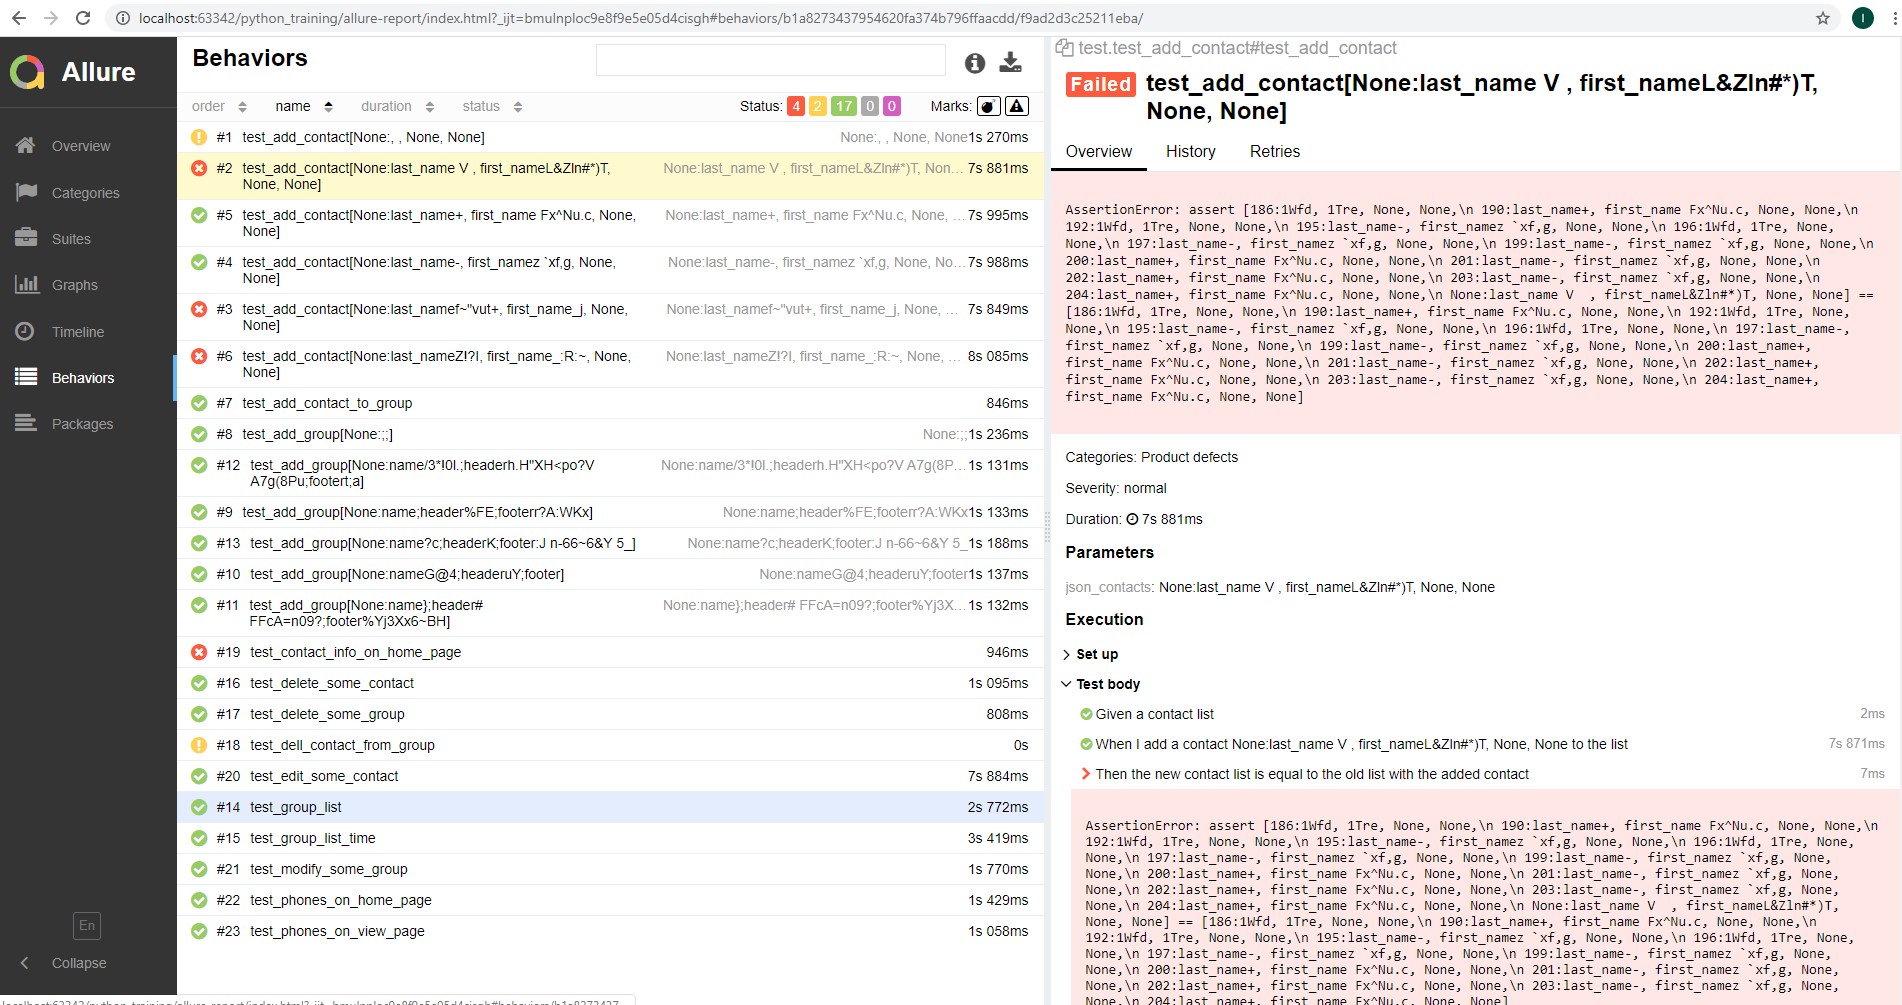 localhost:63342/python_training/allure-report/index.html?_ijt=bmulnploc9e8f9e5e05d4cisgh#behaviors/b1a8273437954620fa374b796ffaacdd/f9ad2d3c25211eba/
I
Allure
Overview
Categories
Suites
Graphs
Timeline
Behaviors
Packages
En
Collapse
Behaviors
order name duration status Status: 4 2 17 0 0 Marks:
#1 test_add_contact[None:, , None, None] None:, , None, None 1s 270ms
#2 test_add_contact[None:last_name V , first_nameL&Zln#*)T, None:last_name V , first_nameL&Zln#*)T, Non... 7s 881ms
None, None]
#5 test_add_contact[None:last_name+, first_name Fx^Nu.c, None, None:last_name+, first_name Fx^Nu.c, None, ... 7s 995ms
None]
#4 test_add_contact[None:last_name-, first_namez `xf,g, None, None:last_name-, first_namez `xf,g, None, No... 7s 988ms
None]
#3 test_add_contact[None:last_namef~"vut+, first_name_j, None, None:last_namef~"vut+, first_name_j, None, ... 7s 849ms
None]
#6 test_add_contact[None:last_nameZ!?I, first_name_:R:~, None, None:last_nameZ!?I, first_name_:R:~, None, ... 8s 085ms
None]
#7 test_add_contact_to_group 846ms
#8 test_add_group[None:;;] None:;; 1s 236ms
#12 test_add_group[None:name/3*!0l.;headerh.H"XH<po?V None:name/3*!0l.;headerh.H"XH<po?V A7g(8P... 1s 131ms
A7g(8Pu;footert;a]
#9 test_add_group[None:name;header%FE;footerr?A:WKx] None:name;header%FE;footerr?A:WKx 1s 133ms
#13 test_add_group[None:name?c;headerK;footer:J n-66~6&Y 5_] None:name?c;headerK;footer:J n-66~6&Y 5_ 1s 188ms
#10 test_add_group[None:nameG@4;headeruY;footer] None:nameG@4;headeruY;footer 1s 137ms
#11 test_add_group[None:name};header# None:name};header# FFcA=n09?;footer%Yj3X... 1s 132ms
FFcA=n09?;footer%Yj3Xx6~BH]
#19 test_contact_info_on_home_page 946ms
#16 test_delete_some_contact 1s 095ms
#17 test_delete_some_group 808ms
#18 test_dell_contact_from_group 0s
#20 test_edit_some_contact 7s 884ms
#14 test_group_list 2s 772ms
#15 test_group_list_time 3s 419ms
#21 test_modify_some_group 1s 770ms
#22 test_phones_on_home_page 1s 429ms
#23 test_phones_on_view_page 1s 058ms
test.test_add_contact#test_add_contact
Failed test_add_contact[None:last_name V , first_nameL&Zln#*)T,
None, None]
Overview History Retries
AssertionError: assert [186:1Wfd, 1Tre, None, None,\n 190:last_name+, first_name Fx^Nu.c, None, None,\n
192:1Wfd, 1Tre, None, None,\n 195:last_name-, first_namez `xf,g, None, None,\n 196:1Wfd, 1Tre, None,
None,\n 197:last_name-, first_namez `xf,g, None, None,\n 199:last_name-, first_namez `xf,g, None, None,\n
200:last_name+, first_name Fx^Nu.c, None, None,\n 201:last_name-, first_namez `xf,g, None, None,\n
202:last_name+, first_name Fx^Nu.c, None, None,\n 203:last_name-, first_namez `xf,g, None, None,\n
204:last_name+, first_name Fx^Nu.c, None, None,\n None:last_name V  , first_nameL&Zln#*)T, None, None] ==
[186:1Wfd, 1Tre, None, None,\n 190:last_name+, first_name Fx^Nu.c, None, None,\n 192:1Wfd, 1Tre, None,
None,\n 195:last_name-, first_namez `xf,g, None, None,\n 196:1Wfd, 1Tre, None, None,\n 197:last_name-,
first_namez `xf,g, None, None,\n 199:last_name-, first_namez `xf,g, None, None,\n 200:last_name+,
first_name Fx^Nu.c, None, None,\n 201:last_name-, first_namez `xf,g, None, None,\n 202:last_name+,
first_name Fx^Nu.c, None, None,\n 203:last_name-, first_namez `xf,g, None, None,\n 204:last_name+,
first_name Fx^Nu.c, None, None]
Categories: Product defects
Severity: normal
Duration: 7s 881ms
Parameters
json_contacts: None:last_name V , first_nameL&Zln#*)T, None, None
Execution
Set up
Test body
Given a contact list 2ms
When I add a contact None:last_name V , first_nameL&Zln#*)T, None, None to the list 7s 871ms
Then the new contact list is equal to the old list with the added contact 7ms
AssertionError: assert [186:1Wfd, 1Tre, None, None,\n 190:last_name+, first_name Fx^Nu.c, None, None,\n
192:1Wfd, 1Tre, None, None,\n 195:last_name-, first_namez `xf,g, None, None,\n 196:1Wfd, 1Tre, None,
None,\n 197:last_name-, first_namez `xf,g, None, None,\n 199:last_name-, first_namez `xf,g, None,
None,\n 200:last_name+, first_name Fx^Nu.c, None, None,\n 201:last_name-, first_namez `xf,g, None,
None,\n 202:last_name+, first_name Fx^Nu.c, None, None,\n 203:last_name-, first_namez `xf,g, None,
None,\n 204:last_name+, first_name Fx^Nu.c, None, None,\n None:last_name V  , first_nameL&Zln#*)T,
None, None] == [186:1Wfd, 1Tre, None, None,\n 190:last_name+, first_name Fx^Nu.c, None, None,\n
192:1Wfd, 1Tre, None, None,\n 195:last_name-, first_namez `xf,g, None, None,\n 196:1Wfd, 1Tre, None,
None,\n 197:last_name-, first_namez `xf,g, None, None,\n 199:last_name-, first_namez `xf,g, None,
None,\n 200:last_name+, first_name Fx^Nu.c, None, None,\n 201:last_name-, first_namez `xf,g, None,
None,\n 202:last_name+, first_name Fx^Nu.c, None, None,\n 203:last_name-, first_namez `xf,g, None,
None,\n 204:last_name+, first_name Fx^Nu.c, None, None]